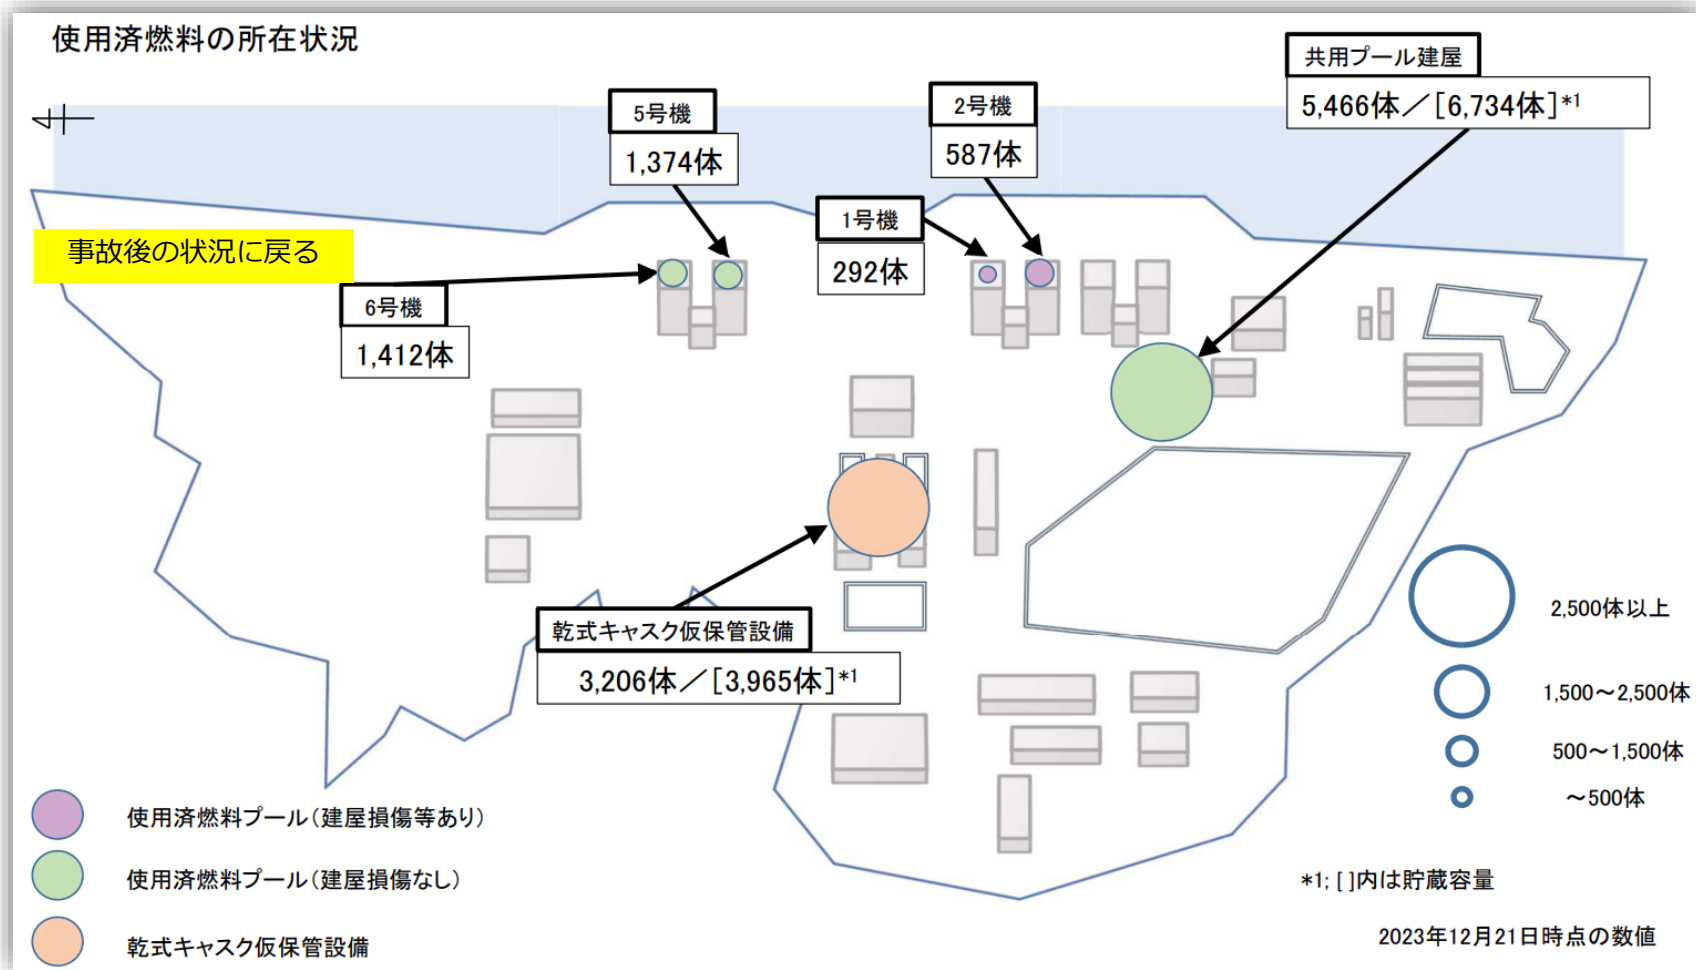 使用済燃料の所在状況
共用プール建屋
5,466体／[6,734体]*1
5号機
1,374体
2号機
587体
1号機
292体
事故後の状況に戻る
6号機
1,412体
乾式キャスク仮保管設備
3,206体／[3,965体]*1
2,500体以上
1,500～2,500体
500～1,500体
～500体
使用済燃料プール（建屋損傷等あり）
使用済燃料プール（建屋損傷なし）
乾式キャスク仮保管設備
*1; [ ]内は貯蔵容量
2023年12月21日時点の数値